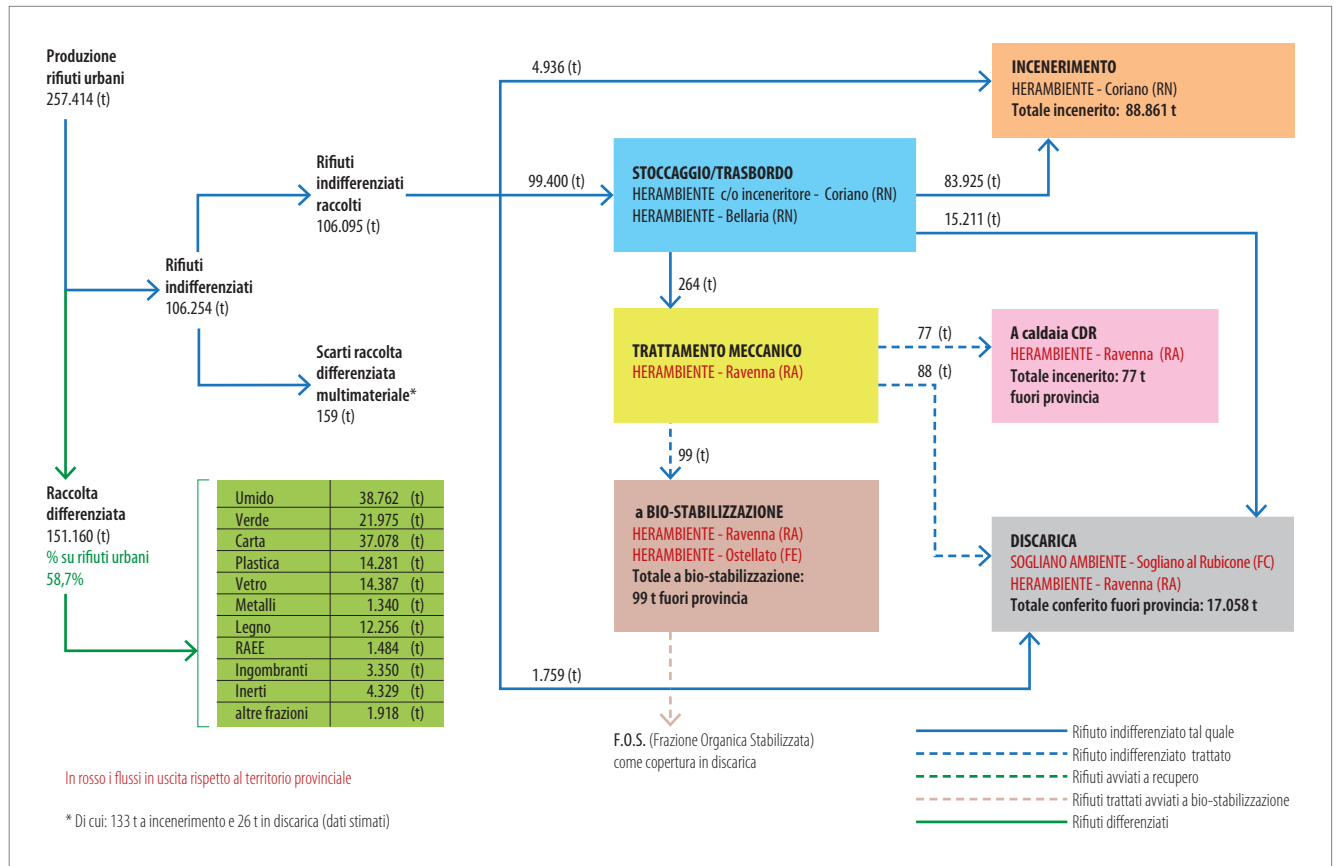 Produzione
rifiuti urbani
257.414 (t)
Rifiuti
indifferenziati
106.254 (t)
Rifiuti
indifferenziati
raccolti
106.095 (t)
Scarti raccolta
differenziata
multimateriale*
159 (t)
Raccolta
differenziata
151.160 (t)
% su rifiuti urbani
58,7%
Umido 38.762 (t)
Verde 21.975 (t)
Carta 37.078 (t)
Plastica 14.281 (t)
Vetro 14.387 (t)
Metalli 1.340 (t)
Legno 12.256 (t)
RAEE 1.484 (t)
Ingombranti 3.350 (t)
Inerti 4.329 (t)
altre frazioni 1.918 (t)
4.936 (t)
99.400 (t)
1.759 (t)
STOCCAGGIO/TRASBORDO
HERAMBIENTE c/o inceneritore - Coriano (RN)
HERAMBIENTE - Bellaria (RN)
83.925 (t)
15.211 (t)
264 (t)
INCENERIMENTO
HERAMBIENTE - Coriano (RN)
Totale incenerito: 88.861 t
TRATTAMENTO MECCANICO
HERAMBIENTE - Ravenna (RA)
77 (t)
88 (t)
99 (t)
A caldaia CDR
HERAMBIENTE - Ravenna (RA)
Totale incenerito: 77 t
fuori provincia
a BIO-STABILIZZAZIONE
HERAMBIENTE - Ravenna (RA)
HERAMBIENTE - Ostellato (FE)
Totale a bio-stabilizzazione:
99 t fuori provincia
DISCARICA
SOGLIANO AMBIENTE - Sogliano al Rubicone (FC)
HERAMBIENTE - Ravenna (RA)
Totale conferito fuori provincia: 17.058 t
F.O.S. (Frazione Organica Stabilizzata)
come copertura in discarica
Rifiuto indifferenziato tal quale
Rifiuto indifferenziato trattato
Rifiuti avviati a recupero
Rifiuti trattati avviati a bio-stabilizzazione
Rifiuti differenziati
In rosso i flussi in uscita rispetto al territorio provinciale
* Di cui: 133 t a incenerimento e 26 t in discarica (dati stimati)